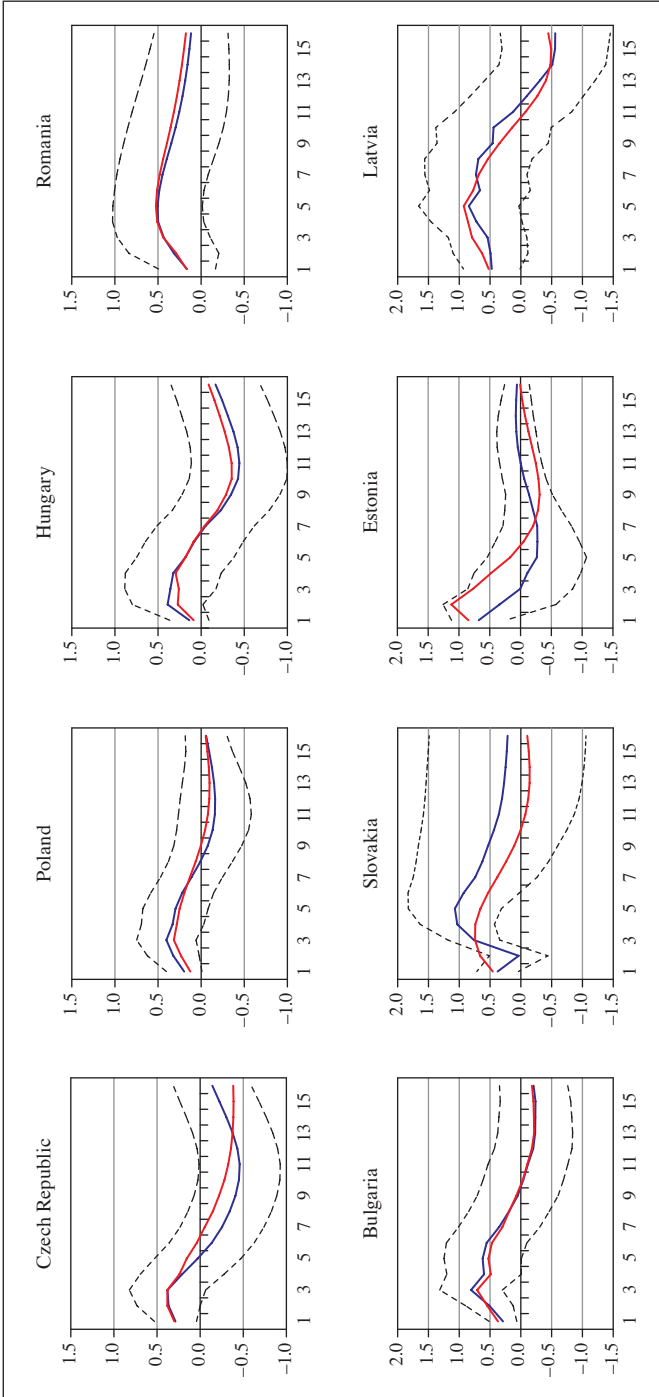 Czech Republic Poland Hungary Romania
1.5 1.5 1.5 1.5
1.0 1.0 1.0 1.0
0.5 0.5 0.5 0.5
0.0 0.0 0.0 0.0
−0.5 −0.5 −0.5 −0.5
−1.0 −1.0 −1.0 −1.0
1 3 5 7 9 11 13 15 1 3 5 7 9 11 13 15 1 3 5 7 9 11 13 15 1 3 5 7 9 11 13 15
Bulgaria Slovakia Estonia Latvia
2.0 2.0 2.0 2.0
1.5 1.5 1.5 1.5
1.0 1.0 1.0 1.0
0.5 0.5 0.5 0.5
0.0 0.0 0.0 0.0
−0.5 −0.5 −0.5 −0.5
−1.0 −1.0 −1.0 −1.0
−1.5 −1.5 −1.5 −1.5
1 3 5 7 9 11 13 15 1 3 5 7 9 11 13 15 1 3 5 7 9 11 13 15 1 3 5 7 9 11 13 15